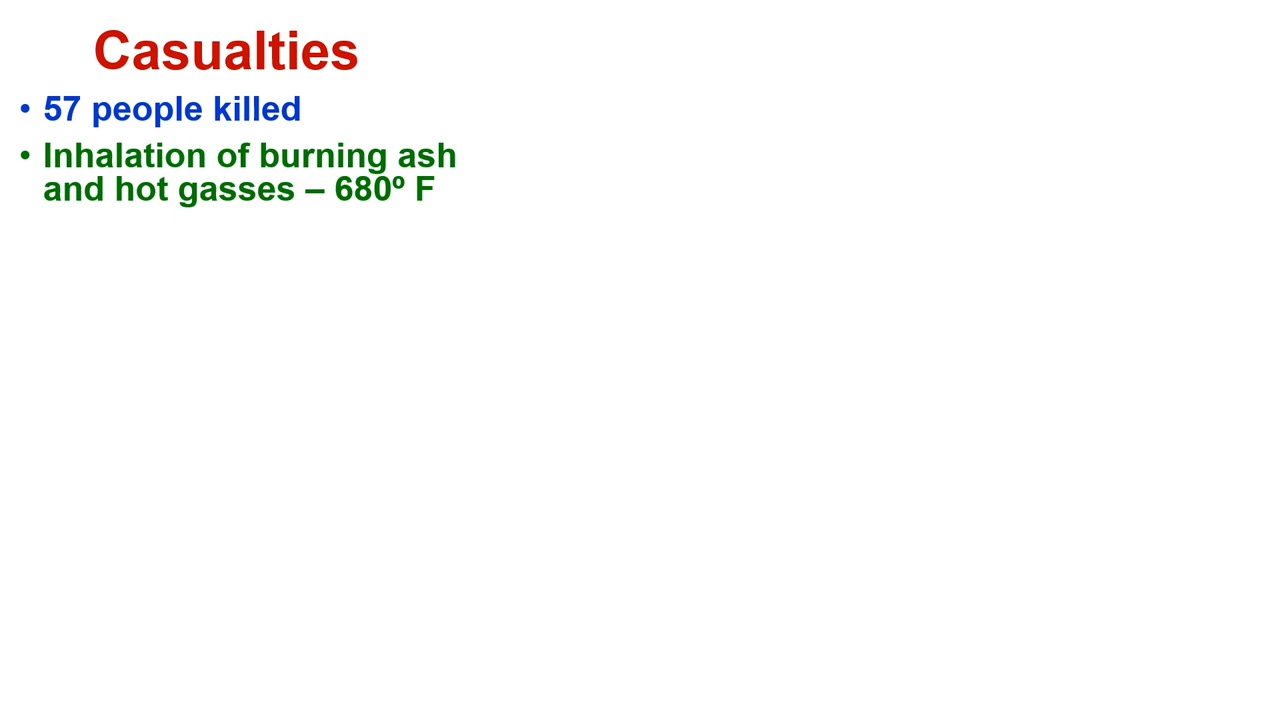 Casualties
• 57 people killed
• Inhalation of burning ash
and hot gasses – 680º F